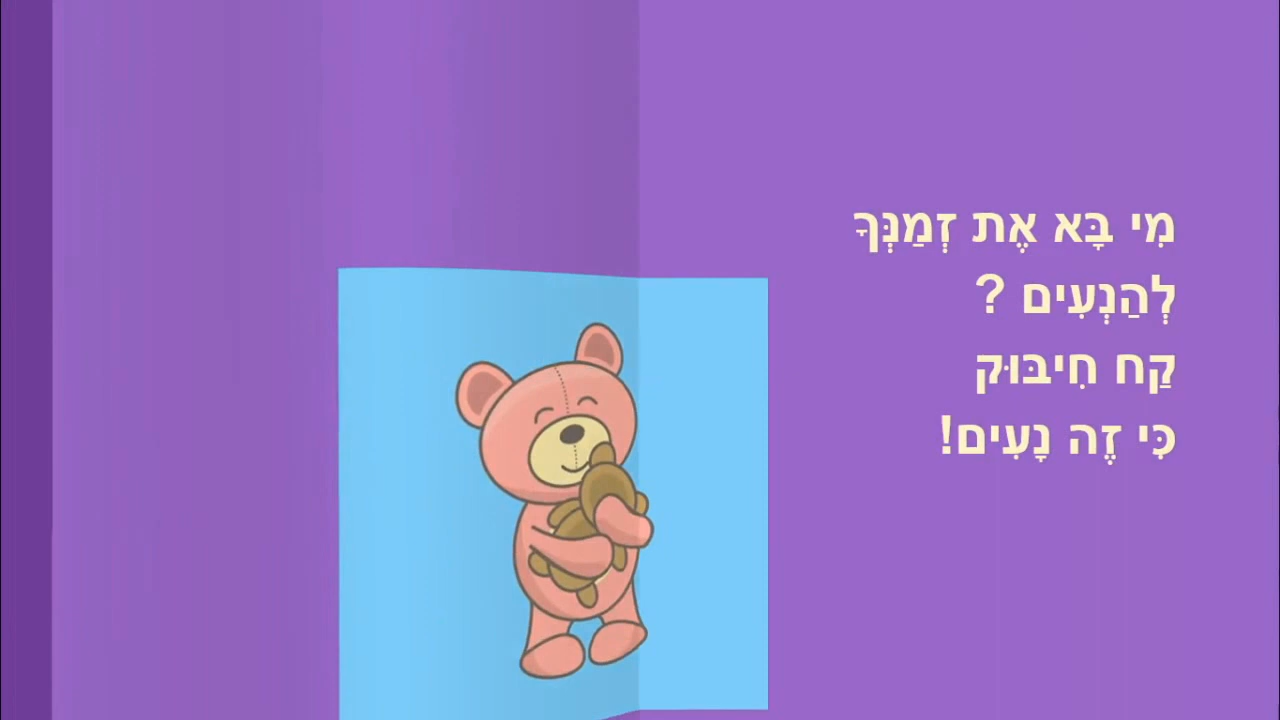 מִי בָּא אֶת זְמַנְּךָ
לְהַנְעִים ?
קַח חִיבּוּק
כִּי זֶה נָעִים!